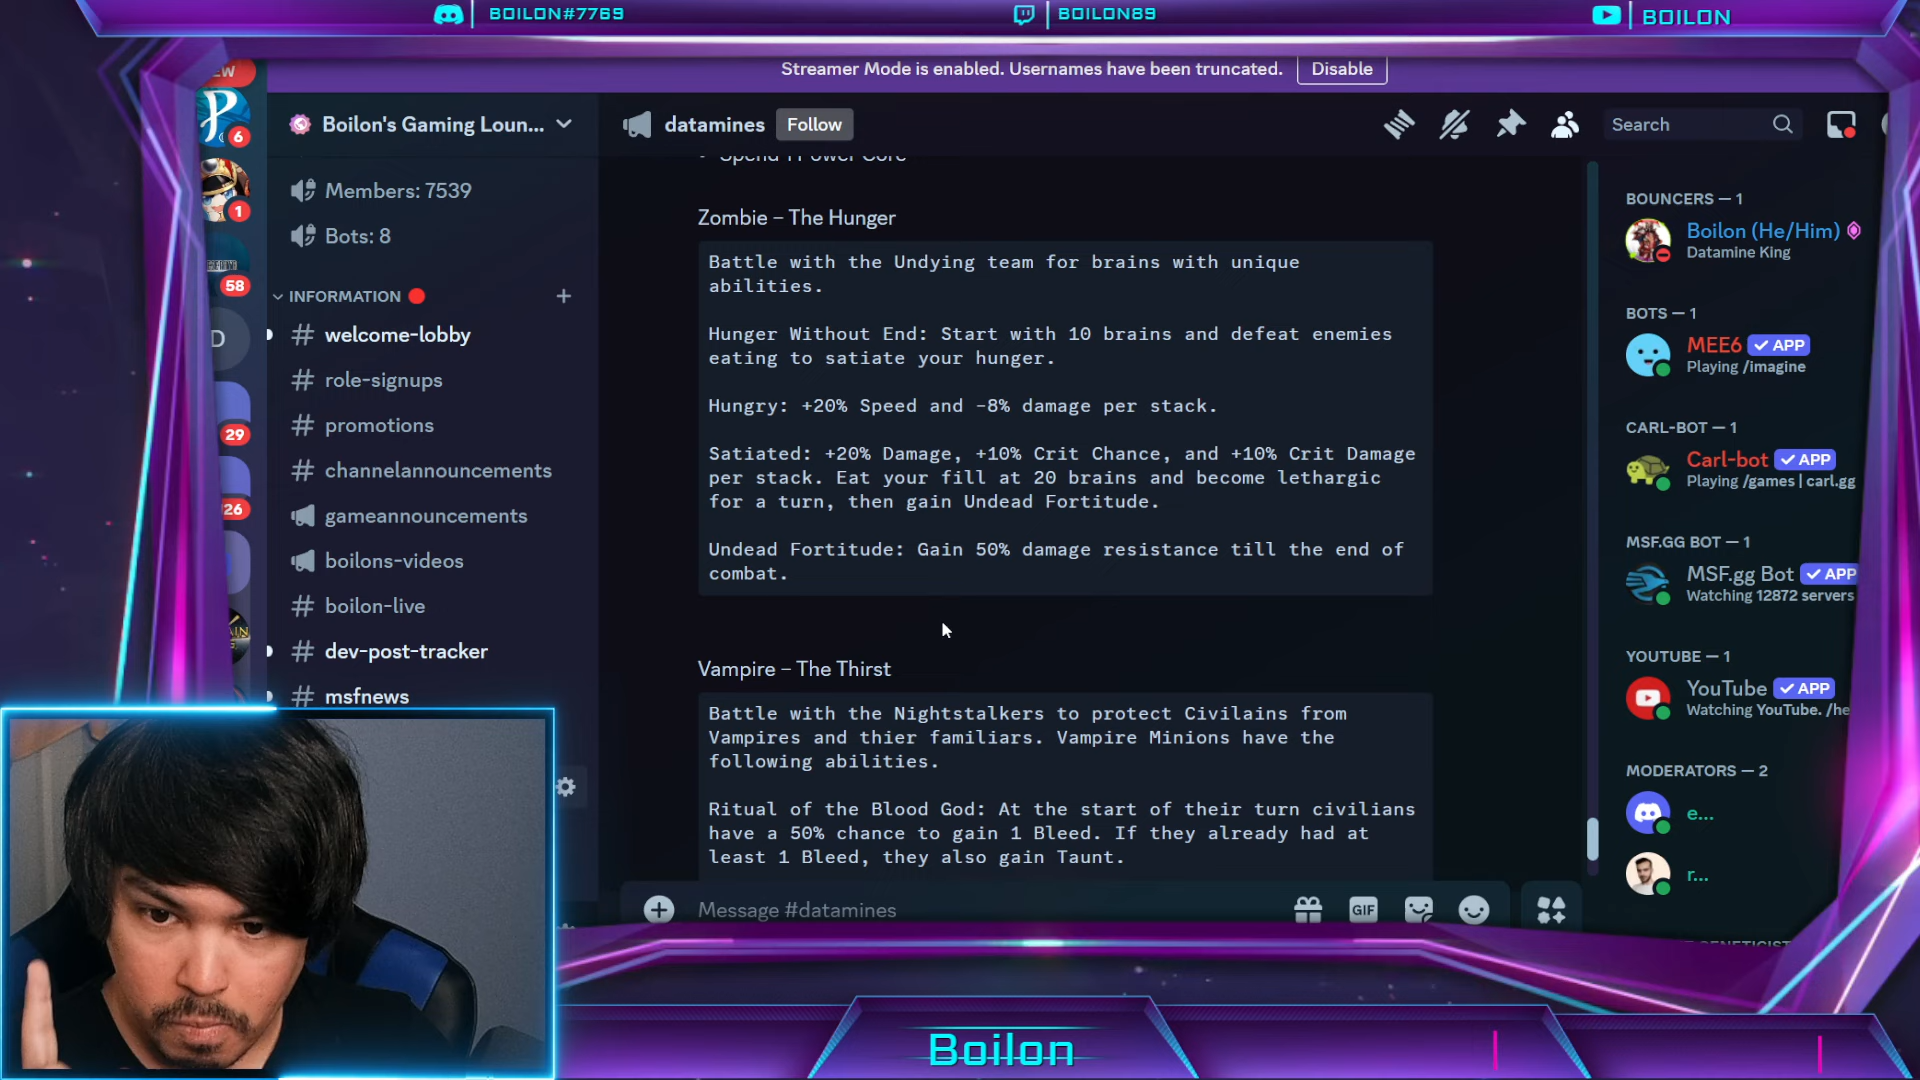 BOILON#7769
BOILON89
BOILON
Streamer Mode is enabled. Usernames have been truncated.
Disable
Boilon's Gaming Loun...
datamines
Follow
Search
6
1
58
D
29
26
Members: 7539
Bots: 8
INFORMATION
welcome-lobby
role-signups
promotions
channelannouncements
gameannouncements
boilons-videos
boilon-live
dev-post-tracker
msfnews
Spend 1 Power Core
Zombie – The Hunger
Battle with the Undying team for brains with unique
abilities.
Hunger Without End: Start with 10 brains and defeat enemies
eating to satiate your hunger.
Hungry: +20% Speed and -8% damage per stack.
Satiated: +20% Damage, +10% Crit Chance, and +10% Crit Damage
per stack. Eat your fill at 20 brains and become lethargic
for a turn, then gain Undead Fortitude.
Undead Fortitude: Gain 50% damage resistance till the end of
combat.
Vampire – The Thirst
Battle with the Nightstalkers to protect Civilains from
Vampires and thier familiars. Vampire Minions have the
following abilities.
Ritual of the Blood God: At the start of their turn civilians
have a 50% chance to gain 1 Bleed. If they already had at
least 1 Bleed, they also gain Taunt.
Message #datamines
GIF
BOUNCERS — 1
Boilon (He/Him)
Datamine King
BOTS — 1
MEE6 APP
Playing /imagine
CARL-BOT — 1
Carl-bot APP
Playing /games | carl.gg
MSF.GG BOT — 1
MSF.gg Bot APP
Watching 12872 servers
YOUTUBE — 1
YouTube APP
Watching YouTube. /he
MODERATORS — 2
e...
r...
Boilon